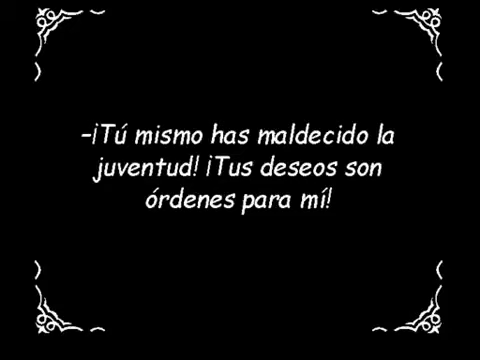 -¡Tú mismo has maldecido la
juventud! ¡Tus deseos son
órdenes para mí!